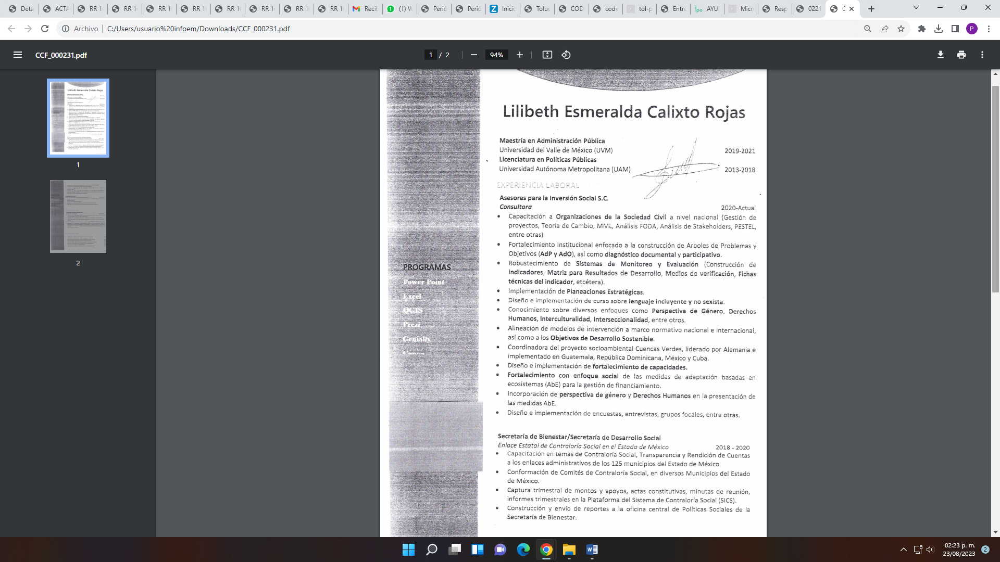 Deta
ACTA
RR 1
RR 1
RR 1
RR 1
RR 1
RR 1
RR 1
RR 1
Recib
(1) W
Perió
Perió
Inicio
Toluc
CODI
codv
tol-p
Entre
AYUN
Micro
Resp
0221
Archivo | C:/Users/usuario%20infoem/Downloads/CCF_000231.pdf
CCF_000231.pdf
1 / 2
94%
1
2
Lilibeth Esmeralda Calixto Rojas
Maestría en Administración Pública
Universidad del Valle de México (UVM) 2019-2021
Licenciatura en Políticas Públicas
Universidad Autónoma Metropolitana (UAM) 2013-2018
EXPERIENCIA LABORAL
Asesores para la Inversión Social S.C.
Consultora 2020-Actual
• Capacitación a Organizaciones de la Sociedad Civil a nivel nacional (Gestión de
proyectos, Teoría de Cambio, MML, Análisis FODA, Análisis de Stakeholders, PESTEL,
entre otras)
• Fortalecimiento Institucional enfocado a la construcción de Arboles de Problemas y
Objetivos (AdP y AdO), así como diagnóstico documental y participativo.
• Robustecimiento de Sistemas de Monitoreo y Evaluación (Construcción de
indicadores, Matriz para Resultados de Desarrollo, Medios de verificación, Fichas
técnicas del indicador, etcétera).
• Implementación de Planeaciones Estratégicas.
• Diseño e implementación de curso sobre lenguaje incluyente y no sexista.
• Conocimiento sobre diversos enfoques como Perspectiva de Género, Derechos
Humanos, Interculturalidad, Interseccionalidad, entre otros.
• Alineación de modelos de intervención a marco normativo nacional e internacional,
así como a los Objetivos de Desarrollo Sostenible.
• Coordinadora del proyecto socioambiental Cuencas Verdes, liderado por Alemania e
implementado en Guatemala, República Dominicana, México y Cuba.
• Diseño e implementación de fortalecimiento de capacidades.
• Fortalecimiento con enfoque social de las medidas de adaptación basadas en
ecosistemas (AbE) para la gestión de financiamiento.
• Incorporación de perspectiva de género y Derechos Humanos en la presentación de
las medidas AbE.
• Diseño e implementación de encuestas, entrevistas, grupos focales, entre otras.
Secretaría de Bienestar/Secretaría de Desarrollo Social
Enlace Estatal de Contraloría Social en el Estado de México 2018 - 2020
• Capacitación en temas de Contraloría Social, Transparencia y Rendición de Cuentas
a los enlaces administrativos de los 125 municipios del Estado de México.
• Conformación de Comités de Contraloría Social, en diversos Municipios del Estado
de México.
• Captura trimestral de montos y apoyos, actas constitutivas, minutas de reunión,
informes trimestrales en la Plataforma del Sistema de Contraloría Social (SICS).
• Construcción y envío de reportes a la oficina central de Políticas Sociales de la
Secretaría de Bienestar.
PROGRAMAS
Power Point
Excel
QGIS
Prezi
Genially
02:23 p. m.
23/08/2023
2